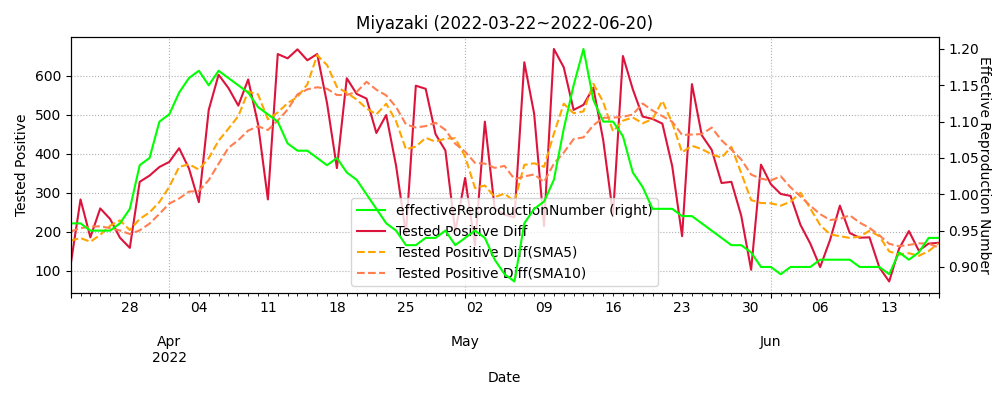 Miyazaki (2022-03-22~2022-06-20)
Tested Positive
600
500
400
300
200
100
1.20
1.15
1.10
1.05
1.00
0.95
0.90
Effective Reproduction Number
effectiveReproductionNumber (right)
Tested Positive Diff
Tested Positive Diff(SMA5)
Tested Positive Diff(SMA10)
28 04 11 18 25 02 09 16 23 30 06 13
Apr May Jun
2022
Date